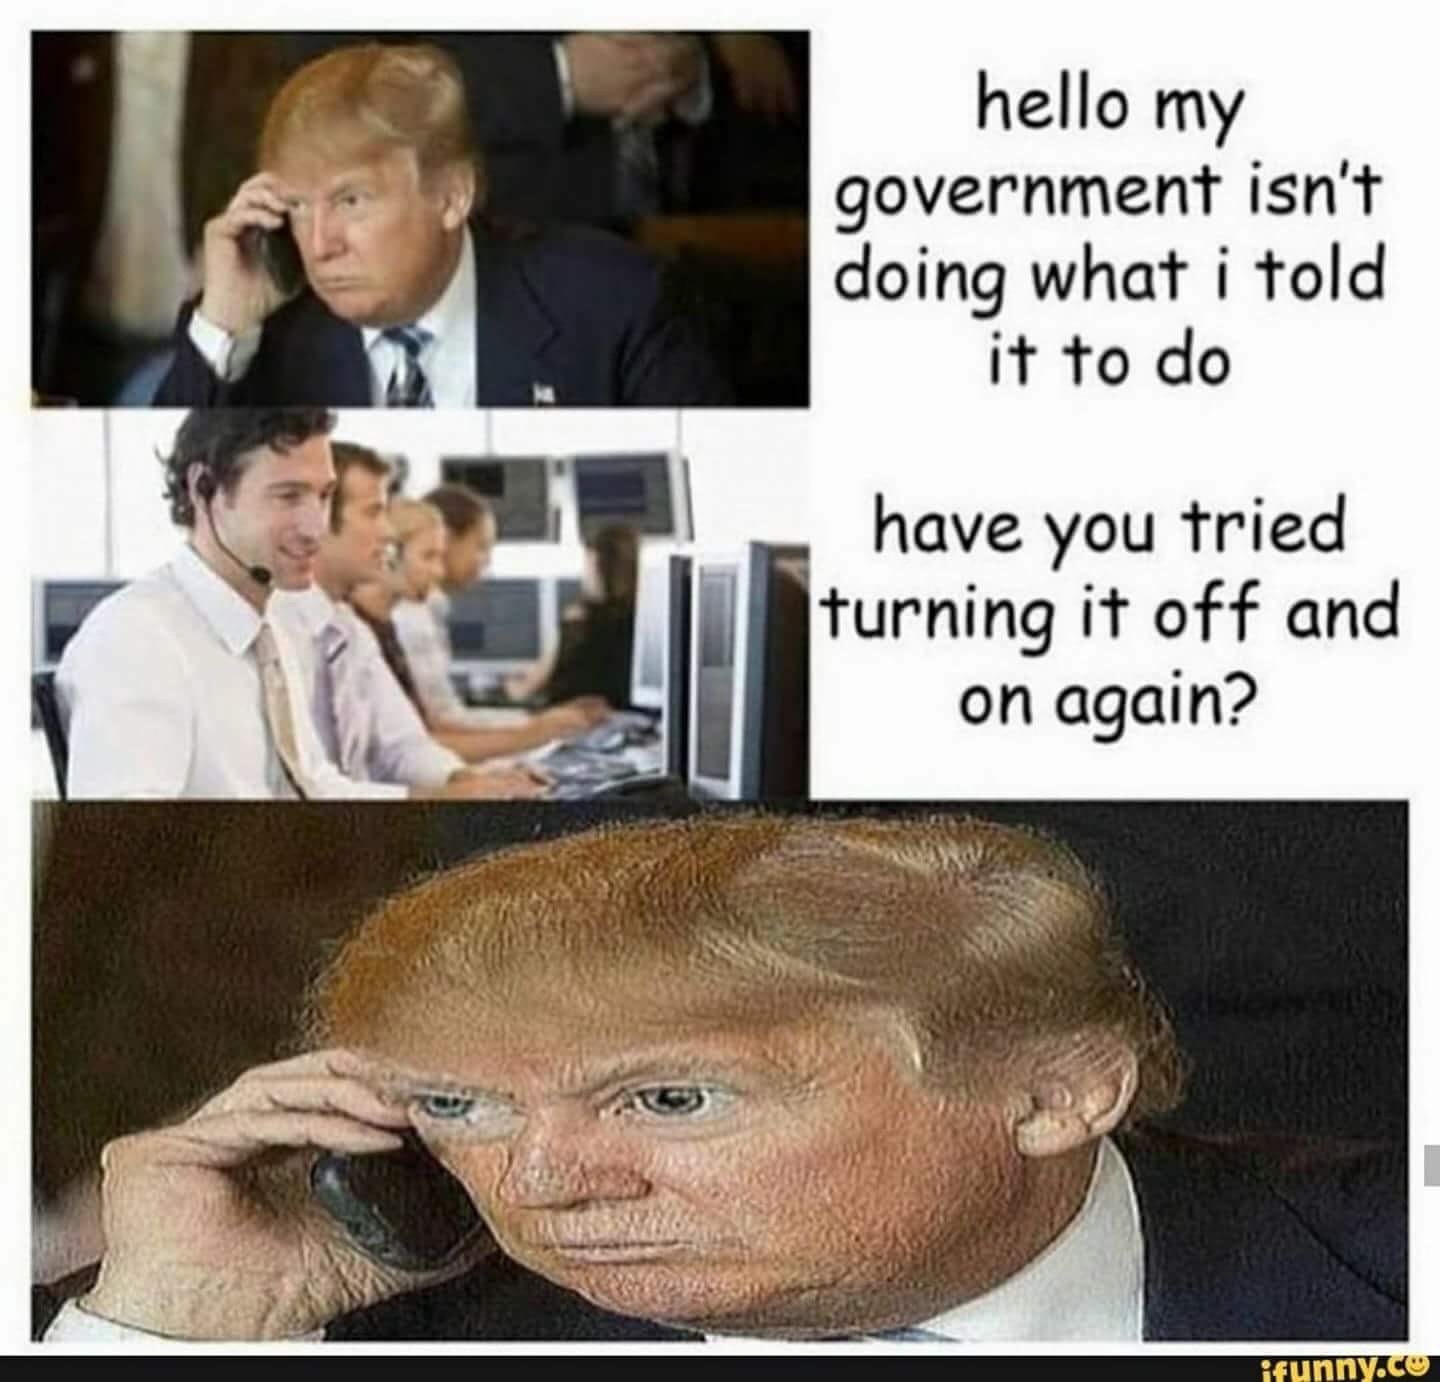 hello my
government isn't
doing what i told
it to do
have you tried
turning it off and
on again?
ifunny.co